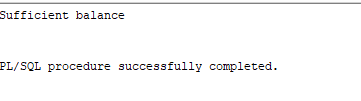 Sufficient balance
PL/SQL procedure successfully completed.